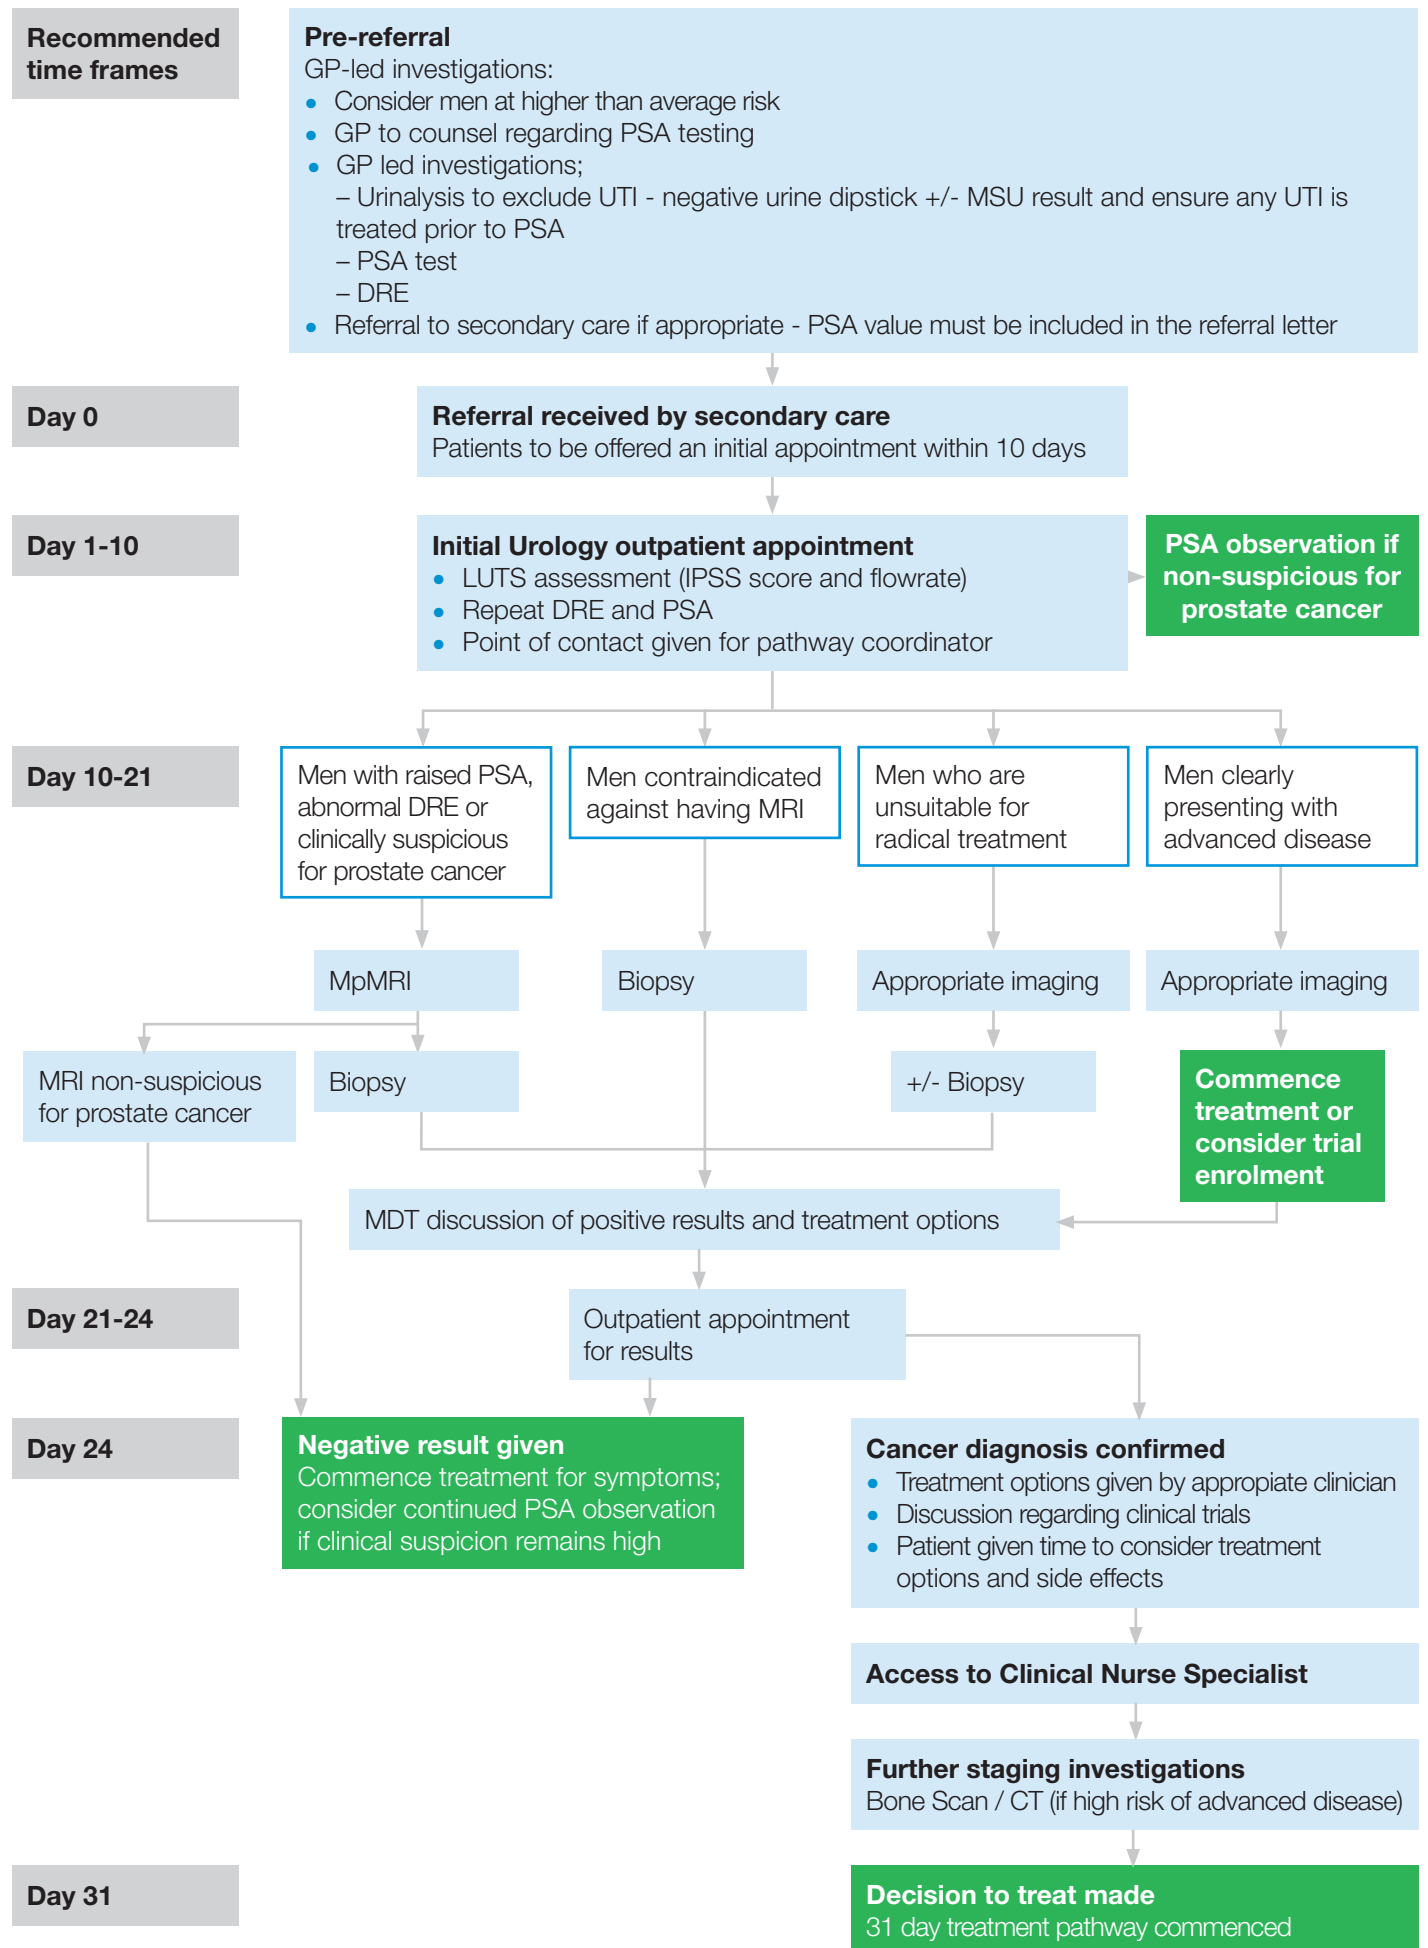 Recommended
time frames
Pre-referral
GP-led investigations:
• Consider men at higher than average risk
• GP to counsel regarding PSA testing
• GP led investigations;
– Urinalysis to exclude UTI - negative urine dipstick +/- MSU result and ensure any UTI is
treated prior to PSA
– PSA test
– DRE
• Referral to secondary care if appropriate - PSA value must be included in the referral letter
Day 0
Referral received by secondary care
Patients to be offered an initial appointment within 10 days
Day 1-10
Initial Urology outpatient appointment
• LUTS assessment (IPSS score and flowrate)
• Repeat DRE and PSA
• Point of contact given for pathway coordinator
PSA observation if
non-suspicious for
prostate cancer
Day 10-21
Men with raised PSA,
abnormal DRE or
clinically suspicious
for prostate cancer
Men contraindicated
against having MRI
Men who are
unsuitable for
radical treatment
Men clearly
presenting with
advanced disease
MpMRI
Biopsy
Appropriate imaging
Appropriate imaging
MRI non-suspicious
for prostate cancer
Biopsy
+/- Biopsy
Commence
treatment or
consider trial
enrolment
MDT discussion of positive results and treatment options
Day 21-24
Outpatient appointment
for results
Day 24
Negative result given
Commence treatment for symptoms;
consider continued PSA observation
if clinical suspicion remains high
Cancer diagnosis confirmed
• Treatment options given by appropiate clinician
• Discussion regarding clinical trials
• Patient given time to consider treatment
options and side effects
Access to Clinical Nurse Specialist
Further staging investigations
Bone Scan / CT (if high risk of advanced disease)
Day 31
Decision to treat made
31 day treatment pathway commenced